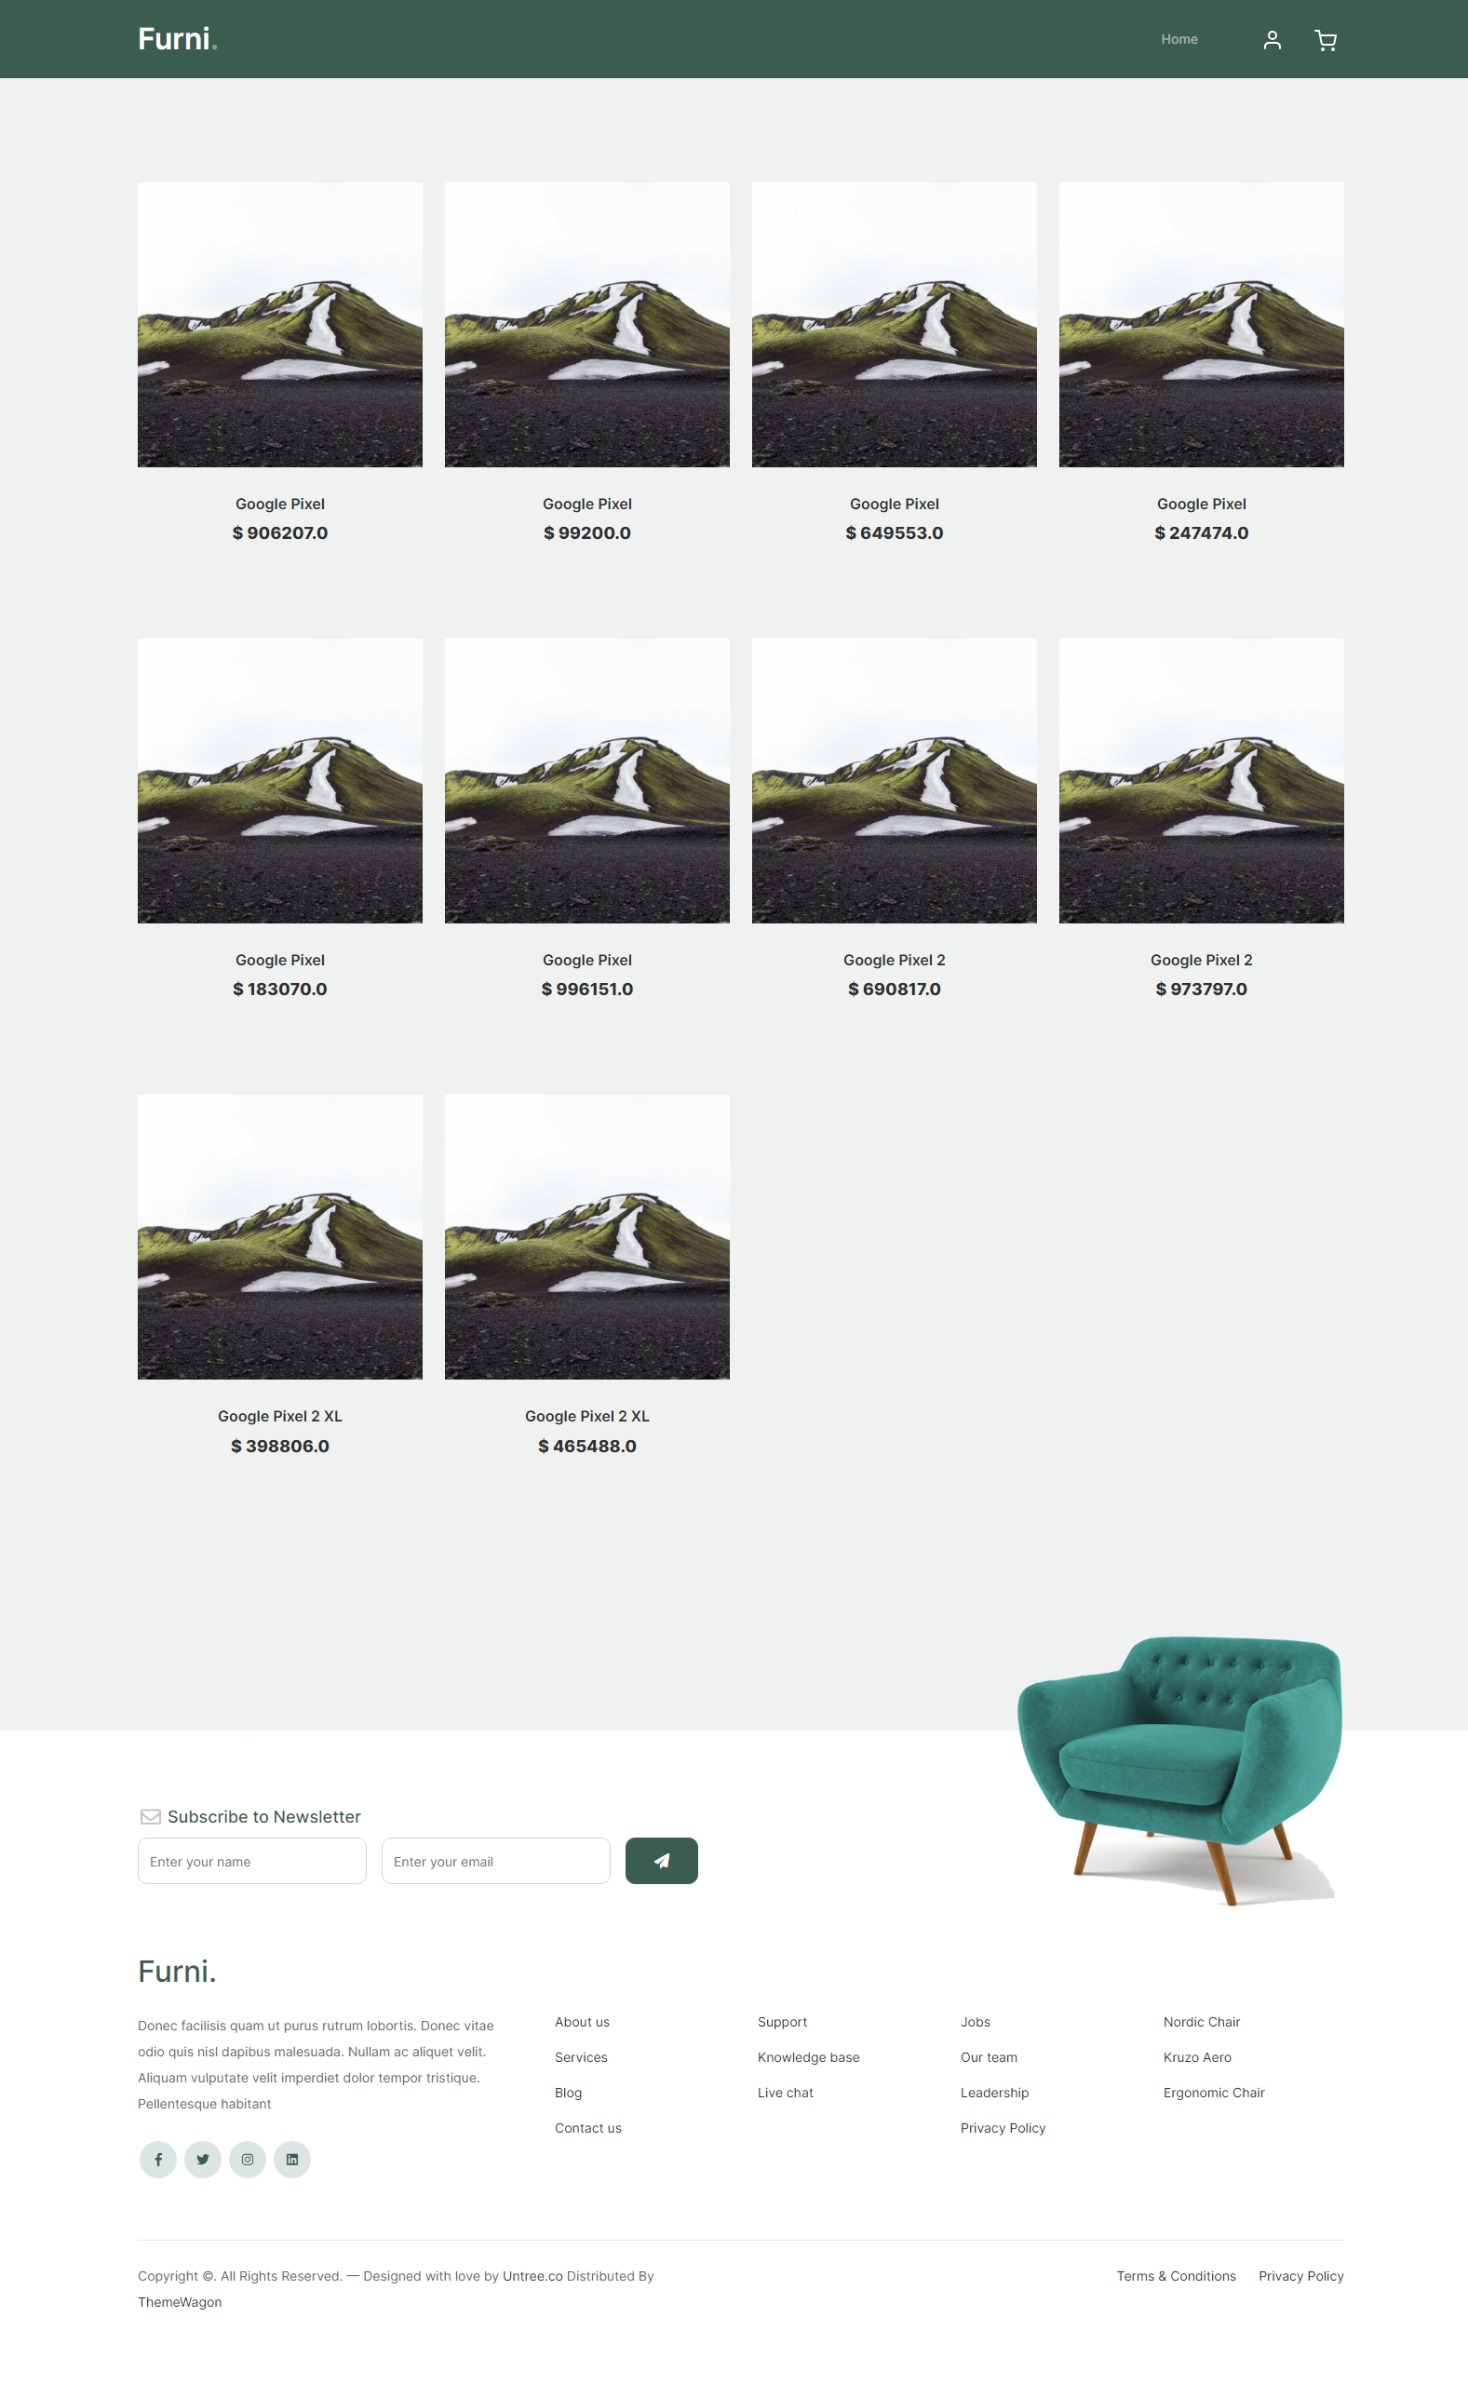 Furni.
Home
Google Pixel
$ 906207.0
Google Pixel
$ 99200.0
Google Pixel
$ 649553.0
Google Pixel
$ 247474.0
Google Pixel
$ 183070.0
Google Pixel
$ 996151.0
Google Pixel 2
$ 690817.0
Google Pixel 2
$ 973797.0
Google Pixel 2 XL
$ 398806.0
Google Pixel 2 XL
$ 465488.0
Subscribe to Newsletter
Enter your name
Enter your email
Furni.
Donec facilisis quam ut purus rutrum lobortis. Donec vitae
odio quis nisl dapibus malesuada. Nullam ac aliquet velit.
Aliquam vulputate velit imperdiet dolor tempor tristique.
Pellentesque habitant
About us
Services
Blog
Contact us
Support
Knowledge base
Live chat
Jobs
Our team
Leadership
Privacy Policy
Nordic Chair
Kruzo Aero
Ergonomic Chair
Copyright ©. All Rights Reserved. — Designed with love by Untree.co Distributed By
ThemeWagon
Terms & Conditions
Privacy Policy